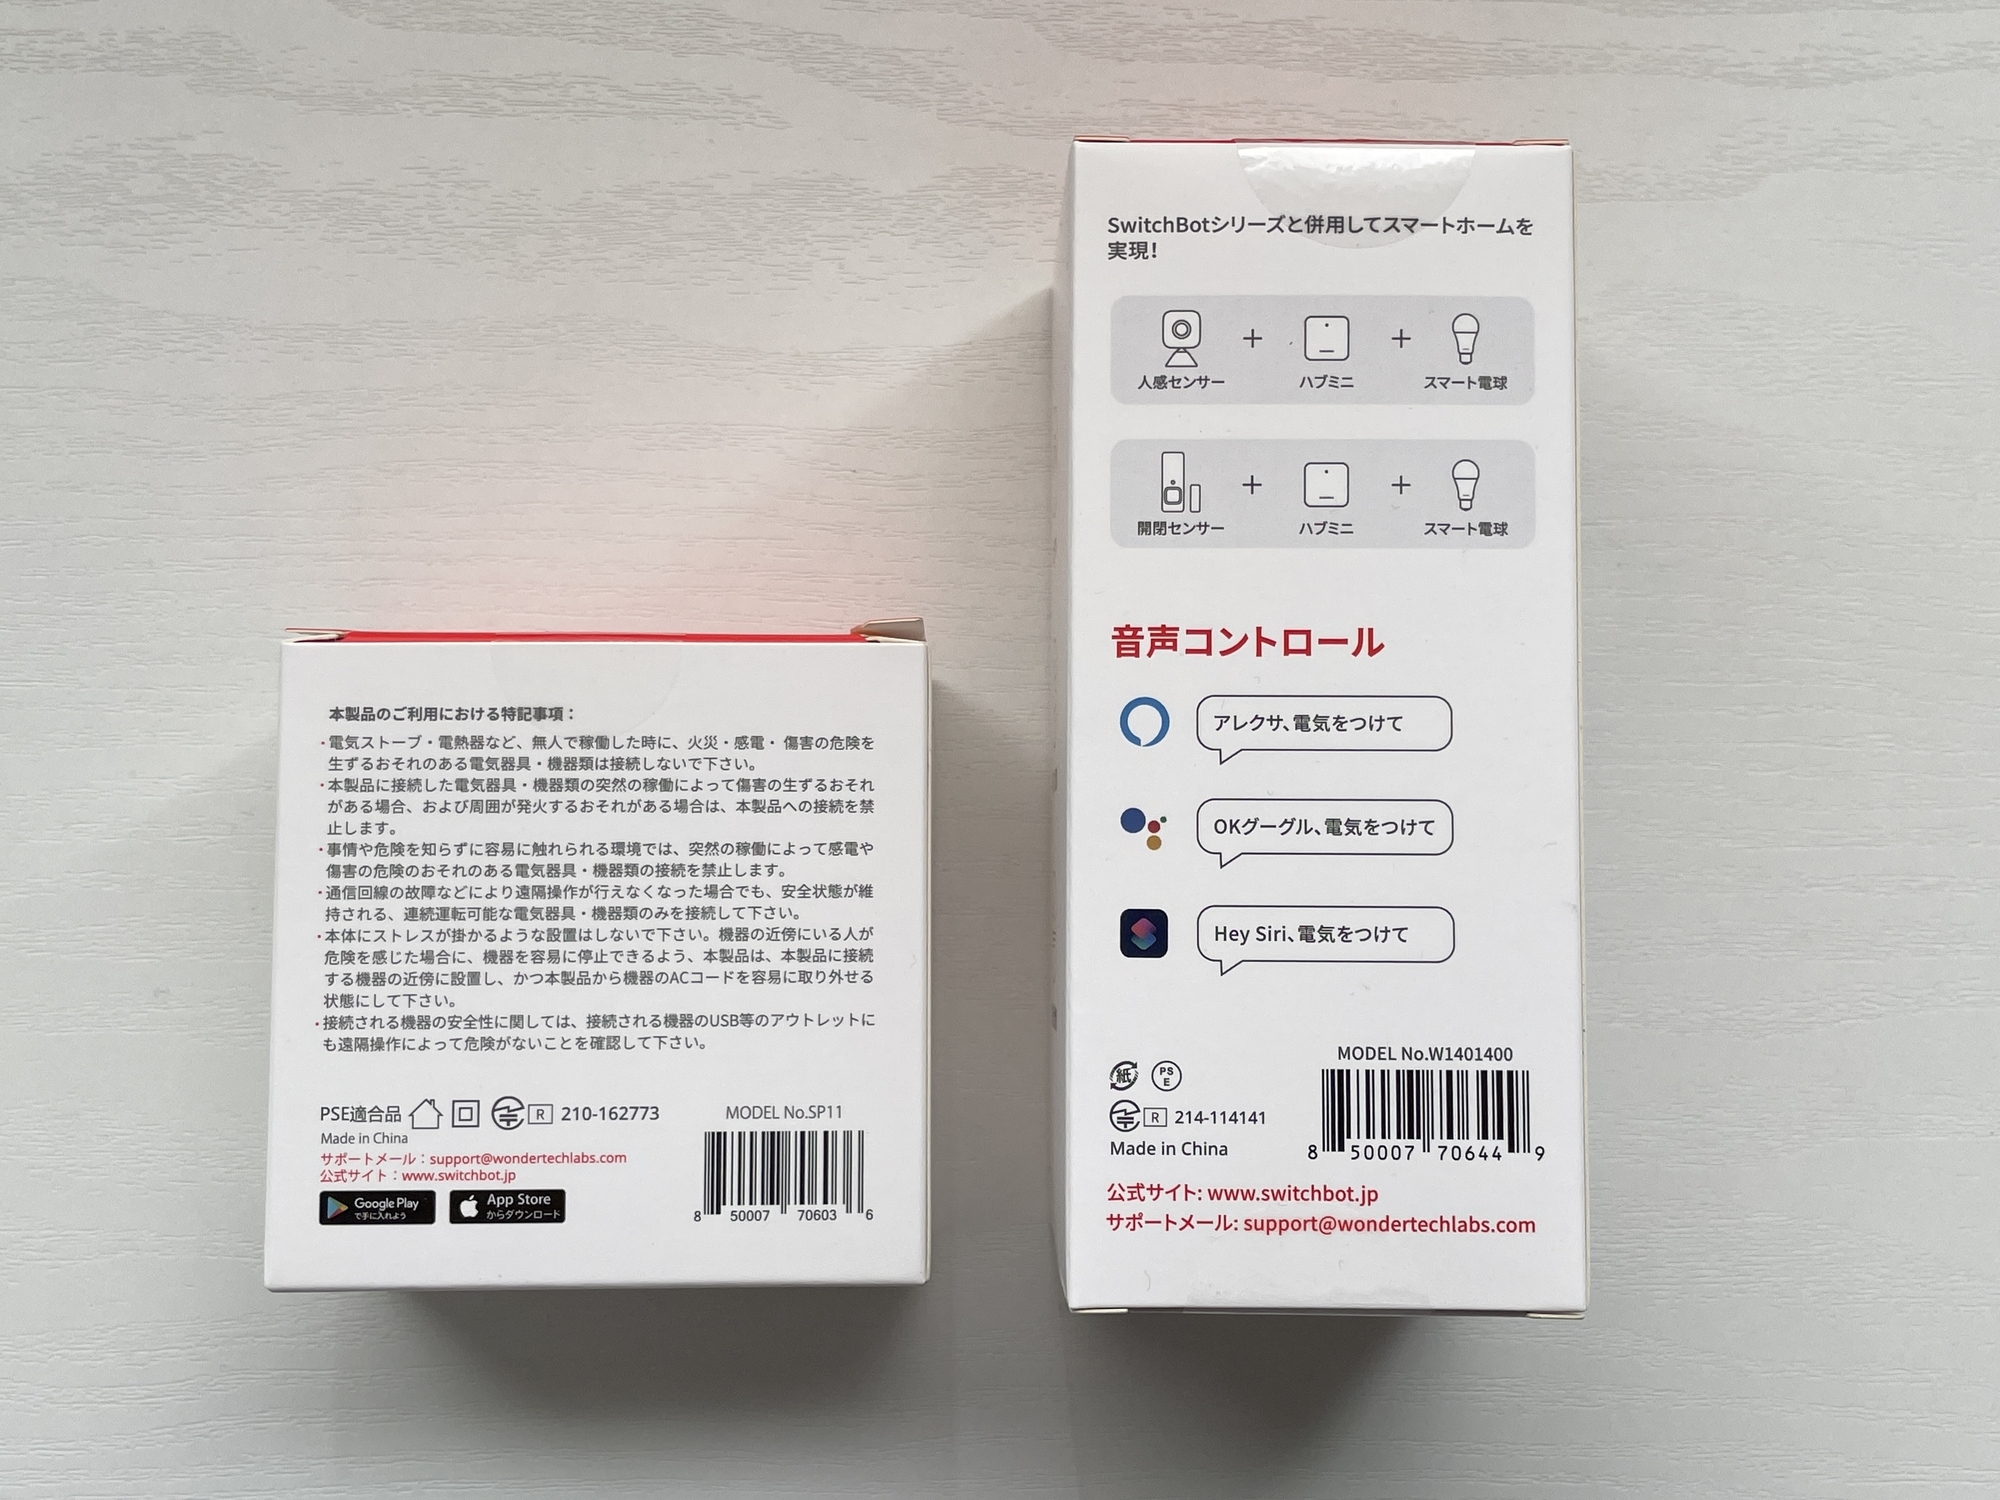 本製品のご利用における特記事項：
・電気ストーブ・電熱器など、無人で稼働した時に、火災・感電・ 傷害の危険を
生ずるおそれのある電気器具・機器類は接続しないで下さい。
・本製品に接続した電気器具・機器類の突然の稼働によって傷害の生ずるおそれ
がある場合、および周囲が発火するおそれがある場合は、本製品への接続を禁
止します。
・事情や危険を知らずに容易に触れられる環境では、突然の稼働によって感電や
傷害の危険のおそれのある電気器具・機器類の接続を禁止します。
・通信回線の故障などにより遠隔操作が行えなくなった場合でも、安全状態が維
持される、連続運転可能な電気器具・機器類のみを接続して下さい。
・本体にストレスが掛かるような設置はしないで下さい。機器の近傍にいる人が
危険を感じた場合に、機器を容易に停止できるよう、本製品は、本製品に接続
する機器の近傍に設置し、かつ本製品から機器のACコードを容易に取り外せる
状態にして下さい。
・接続される機器の安全性に関しては、接続される機器のUSB等のアウトレットに
も遠隔操作によって危険がないことを確認して下さい。
PSE適合品 R 210-162773
Made in China
サポートメール：support@wondertechlabs.com
公式サイト：www.switchbot.jp
Google Play
で手に入れよう
App Store
からダウンロード
MODEL No.SP11
8 50007 70603 6
SwitchBotシリーズと併用してスマートホームを
実現！
人感センサー + ハブミニ + スマート電球
開閉センサー + ハブミニ + スマート電球
音声コントロール
アレクサ、電気をつけて
OKグーグル、電気をつけて
Hey Siri、電気をつけて
紙 PS E
R 214-114141
Made in China
MODEL No.W1401400
8 50007 70644 9
公式サイト: www.switchbot.jp
サポートメール: support@wondertechlabs.com